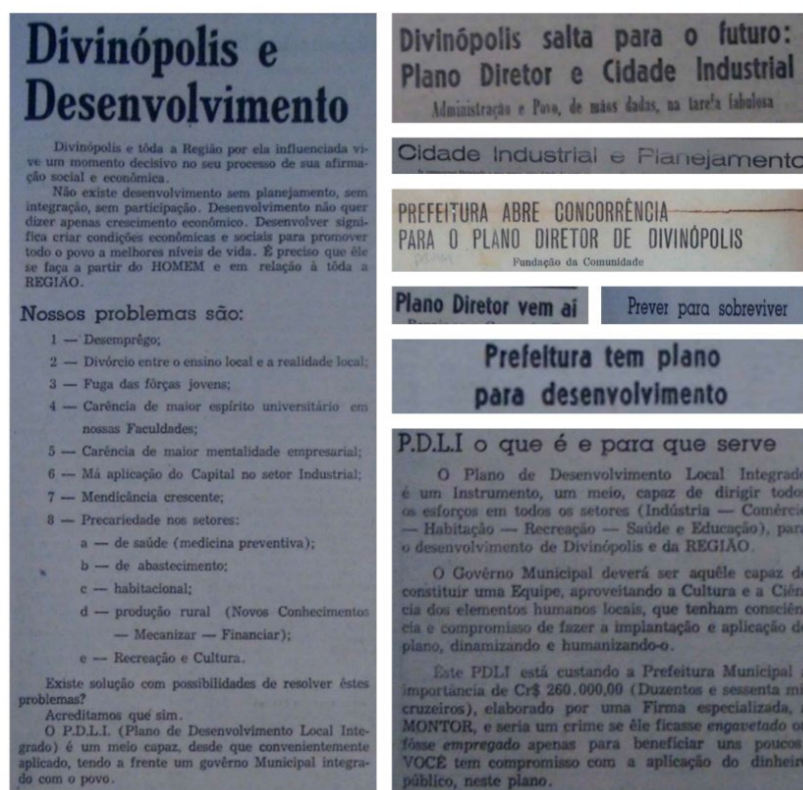 Divinópolis e
Desenvolvimento
Divinópolis e tôda a Região por ela influenciada vi-
ve um momento decisivo no seu processo de sua afirma-
ção social e econômica.
Não existe desenvolvimento sem planejamento, sem
integração, sem participação. Desenvolvimento não quer
dizer apenas crescimento econômico. Desenvolver signi-
fica criar condições econômicas e sociais para promover
todo o povo a melhores níveis de vida. É preciso que êle
se faça a partir do HOMEM e em relação à tôda a
REGIÃO.
Nossos problemas são:
1 — Desemprêgo;
2 — Divórcio entre o ensino local e a realidade local;
3 — Fuga das fôrças jovens;
4 — Carência de maior espírito universitário em
nossas Faculdades;
5 — Carência de maior mentalidade empresarial;
6 — Má aplicação do Capital no setor Industrial;
7 — Mendicância crescente;
8 — Precariedade nos setores:
a — de saúde (medicina preventiva);
b — de abastecimento;
c — habitacional;
d — produção rural (Novos Conhecimentos
— Mecanizar — Financiar);
e — Recreação e Cultura.
Existe solução com possibilidades de resolver êstes
problemas?
Acreditamos que sim.
O P.D.L.I. (Plano de Desenvolvimento Local Inte-
grado) é um meio capaz, desde que convenientemente
aplicado, tendo a frente um govêrno Municipal integra-
do com o povo.
Divinópolis salta para o futuro:
Plano Diretor e Cidade Industrial
Administração e Povo, de mãos dadas, na tarefa fabulosa
Cidade Industrial e Planejamento
PREFEITURA ABRE CONCORRÊNCIA
PARA O PLANO DIRETOR DE DIVINÓPOLIS
Fundação da Comunidade
Plano Diretor vem aí
Prever para sobreviver
Prefeitura tem plano
para desenvolvimento
P.D.L.I o que é e para que serve
O Plano de Desenvolvimento Local Integrado
é um Instrumento, um meio, capaz de dirigir todos
os esforços em todos os setores (Indústria — Comércio
— Habitação — Recreação — Saúde e Educação), para
o desenvolvimento de Divinópolis e da REGIÃO.
O Govêrno Municipal deverá ser aquêle capaz de
constituir uma Equipe, aproveitando a Cultura e a Ciên
cia dos elementos humanos locais, que tenham consciên
cia e compromisso de fazer a implantação e aplicação do
plano, dinamizando e humanizando-o.
Êste PDLI está custando a Prefeitura Municipal a
importância de Cr$ 260.000,00 (Duzentos e sessenta mil
cruzeiros), elaborado por uma Firma especializada, a
MONTOR, e seria um crime se êle ficasse engavetado ou
fôsse empregado apenas para beneficiar uns poucos.
VOCÊ tem compromisso com a aplicação do dinheiro
público, neste plano.